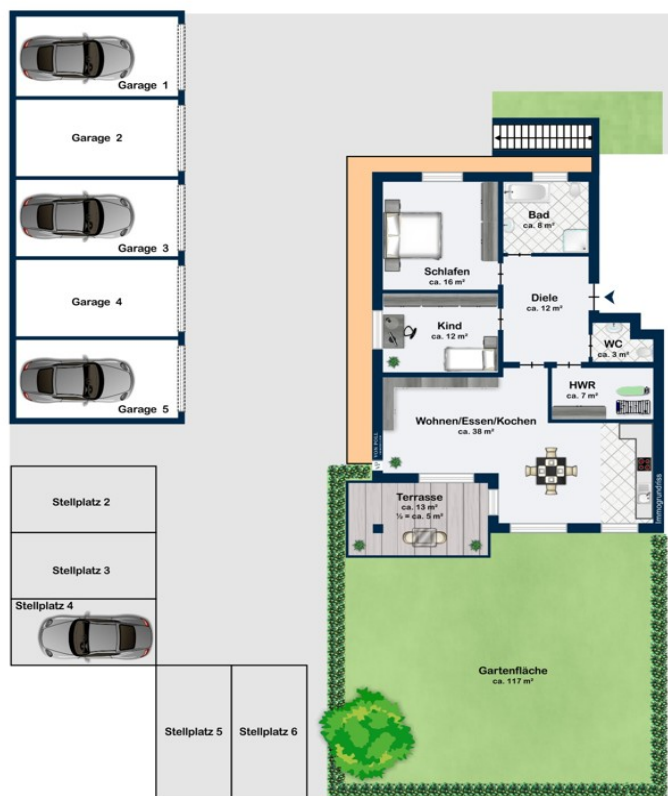 Garage 1
Garage 2
Garage 3
Garage 4
Garage 5
Bad
ca. 8 m²
Schlafen
ca. 16 m²
Diele
ca. 12 m²
Kind
ca. 12 m²
WC
ca. 3 m²
HWR
ca. 7 m²
Wohnen/Essen/Kochen
ca. 38 m²
Terrasse
ca. 13 m²
½ = ca. 5 m²
Immogrundriss
Stellplatz 2
Stellplatz 3
Stellplatz 4
Stellplatz 5
Stellplatz 6
Gartenfläche
ca. 117 m²